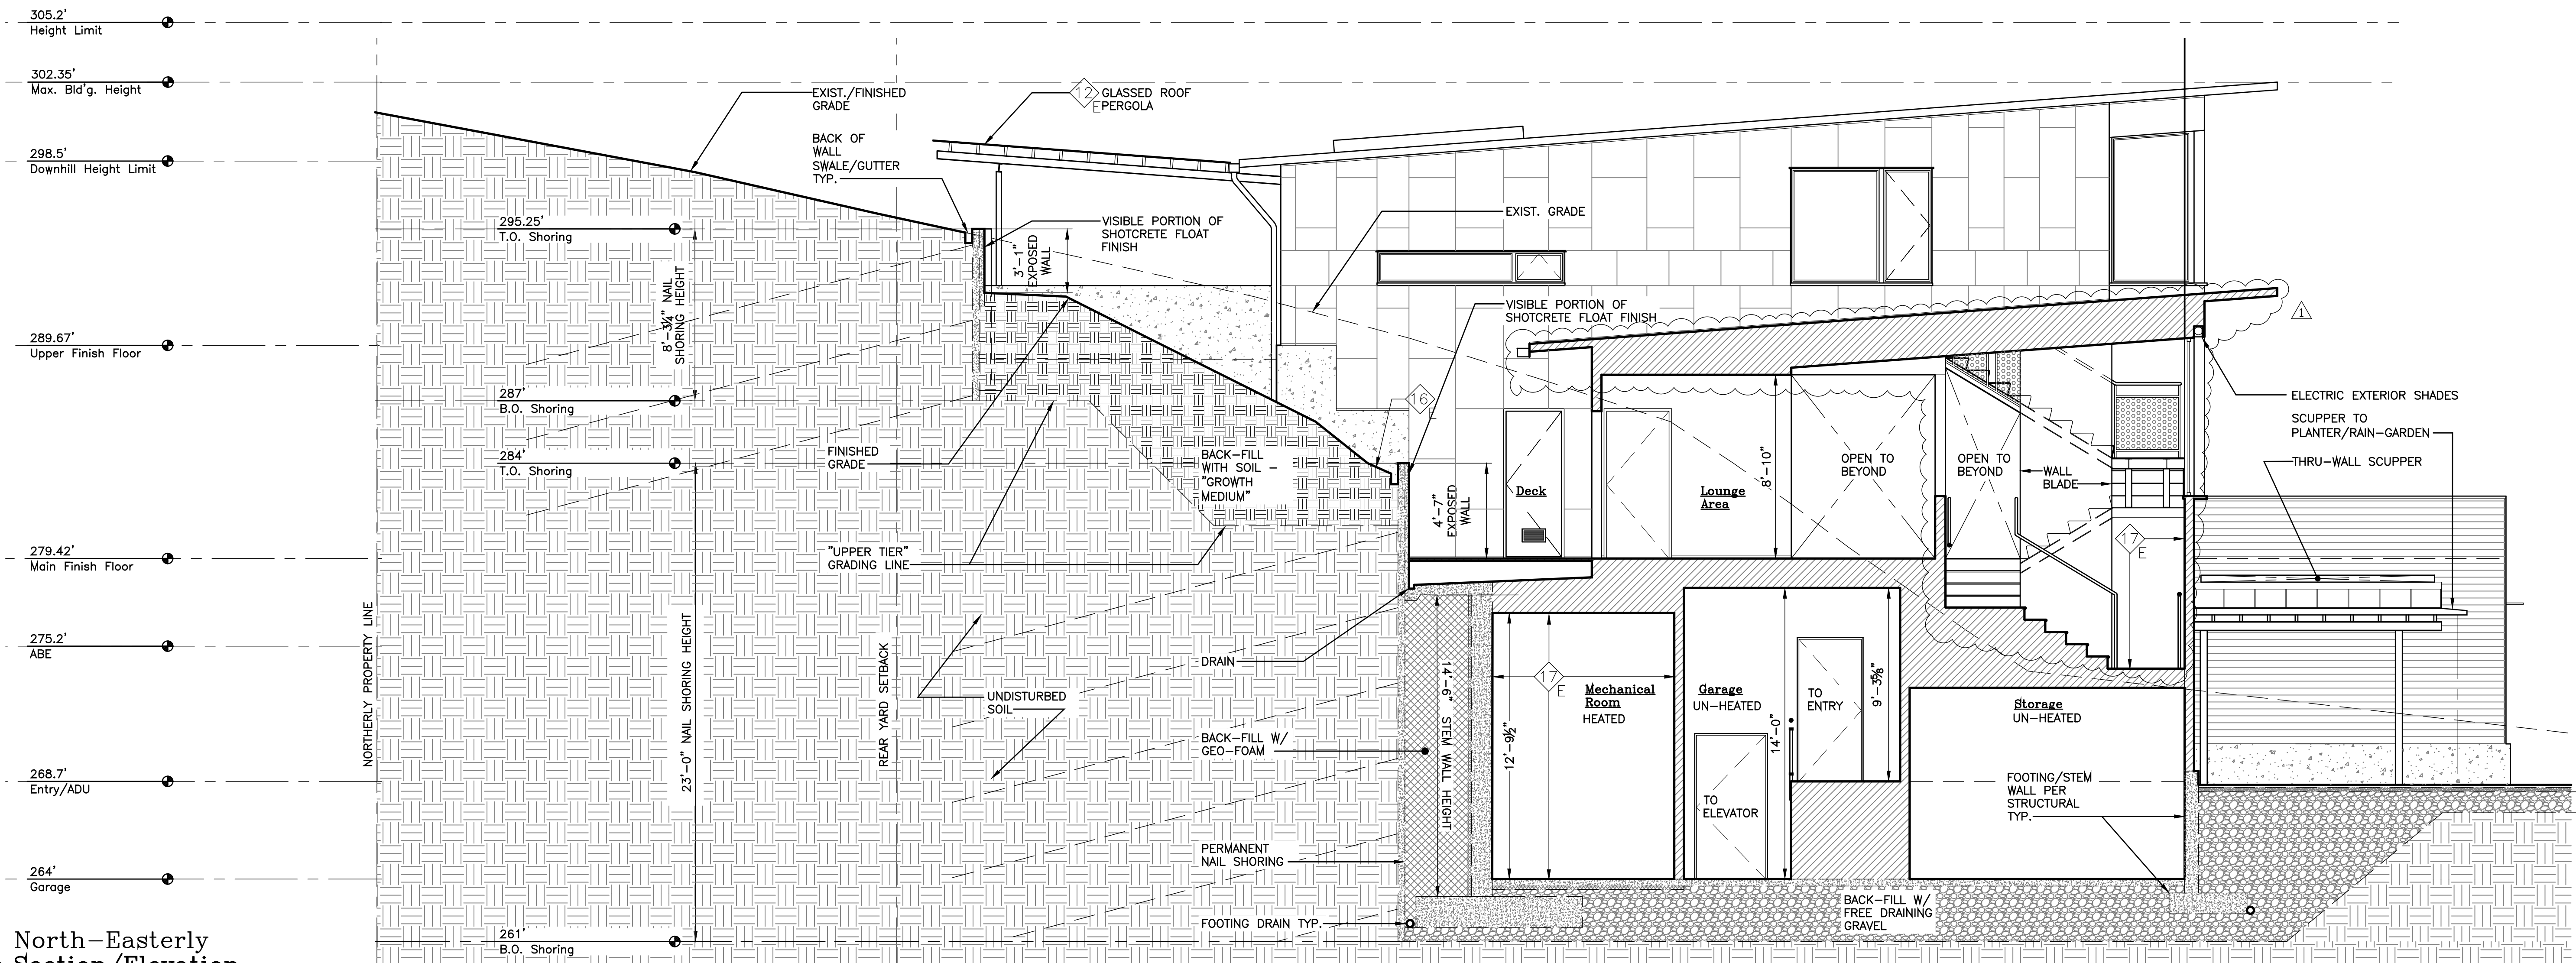 305.2'
Height Limit
302.35'
Max. Bld'g. Height
298.5'
Downhill Height Limit
289.67'
Upper Finish Floor
279.42'
Main Finish Floor
275.2'
ABE
268.7'
Entry/ADU
264'
Garage
North-Easterly
Section/Elevation
NORTHERLY PROPERTY LINE
295.25'
T.O. Shoring
287'
B.O. Shoring
284'
T.O. Shoring
261'
B.O. Shoring
8'-3¼" NAIL
SHORING HEIGHT
23'-0" NAIL SHORING HEIGHT
REAR YARD SETBACK
EXIST./FINISHED
GRADE
BACK OF
WALL
SWALE/GUTTER
TYP.
12
E
GLASSED ROOF
PERGOLA
VISIBLE PORTION OF
SHOTCRETE FLOAT
FINISH
3'-1"
EXPOSED
WALL
EXIST. GRADE
VISIBLE PORTION OF
SHOTCRETE FLOAT FINISH
16
E
FINISHED
GRADE
BACK-FILL
WITH SOIL -
"GROWTH
MEDIUM"
"UPPER TIER"
GRADING LINE
UNDISTURBED
SOIL
4'-7"
EXPOSED
WALL
Deck
Lounge
Area
8'-10"
OPEN TO
BEYOND
OPEN TO
BEYOND
WALL
BLADE
1
ELECTRIC EXTERIOR SHADES
SCUPPER TO
PLANTER/RAIN-GARDEN
THRU-WALL SCUPPER
17
E
DRAIN
BACK-FILL W/
GEO-FOAM
14'-6" STEM WALL HEIGHT
PERMANENT
NAIL SHORING
FOOTING DRAIN TYP.
17
E
12'-9½"
Mechanical
Room
HEATED
Garage
UN-HEATED
TO
ELEVATOR
14'-0"
TO
ENTRY
9'-3⅝"
Storage
UN-HEATED
FOOTING/STEM
WALL PER
STRUCTURAL
TYP.
BACK-FILL W/
FREE DRAINING
GRAVEL